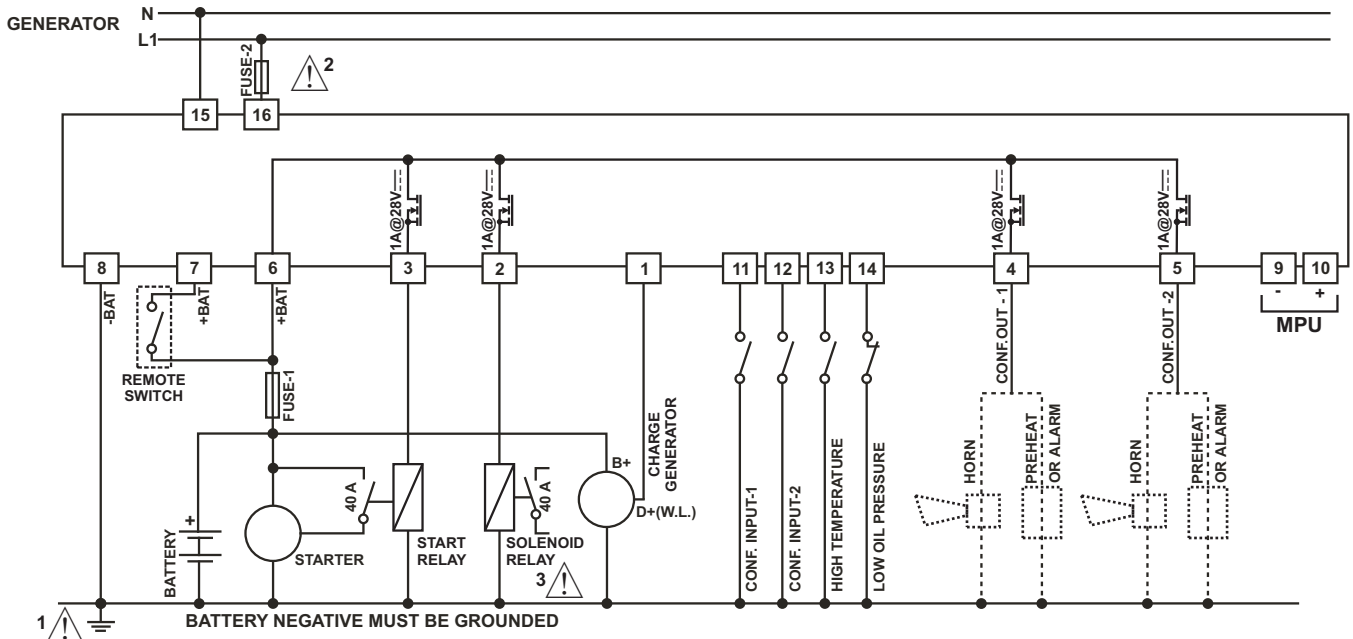 GENERATOR
N
L1
FUSE-2
2
15
16
1A@28V
1A@28V
1A@28V
1A@28V
8
7
6
3
2
1
11
12
13
14
4
5
9
10
-BAT
+BAT
+BAT
-
+
MPU
REMOTE
SWITCH
FUSE-1
CHARGE
GENERATOR
CONF. INPUT-1
CONF. INPUT-2
HIGH TEMPERATURE
LOW OIL PRESSURE
CONF.OUT - 1
CONF.OUT -2
HORN
PREHEAT
OR ALARM
HORN
PREHEAT
OR ALARM
B+
D+(W.L.)
40 A
40 A
+
BATTERY
STARTER
START
RELAY
SOLENOID
RELAY
3
1
BATTERY NEGATIVE MUST BE GROUNDED